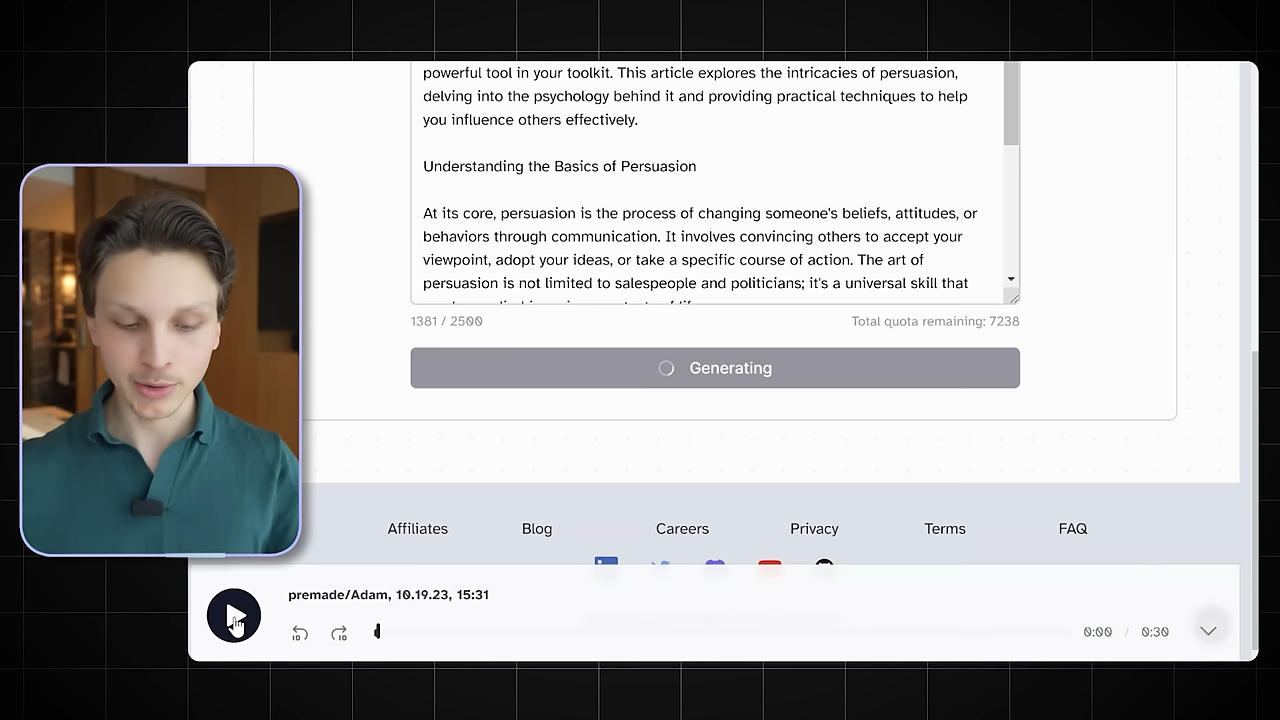 powerful tool in your toolkit. This article explores the intricacies of persuasion,
delving into the psychology behind it and providing practical techniques to help
you influence others effectively.
Understanding the Basics of Persuasion
At its core, persuasion is the process of changing someone's beliefs, attitudes, or
behaviors through communication. It involves convincing others to accept your
viewpoint, adopt your ideas, or take a specific course of action. The art of
persuasion is not limited to salespeople and politicians; it's a universal skill that
1381 / 2500
Total quota remaining: 7238
Generating
Affiliates
Blog
Careers
Privacy
Terms
FAQ
premade/Adam, 10.19.23, 15:31
10
10
0:00 / 0:30